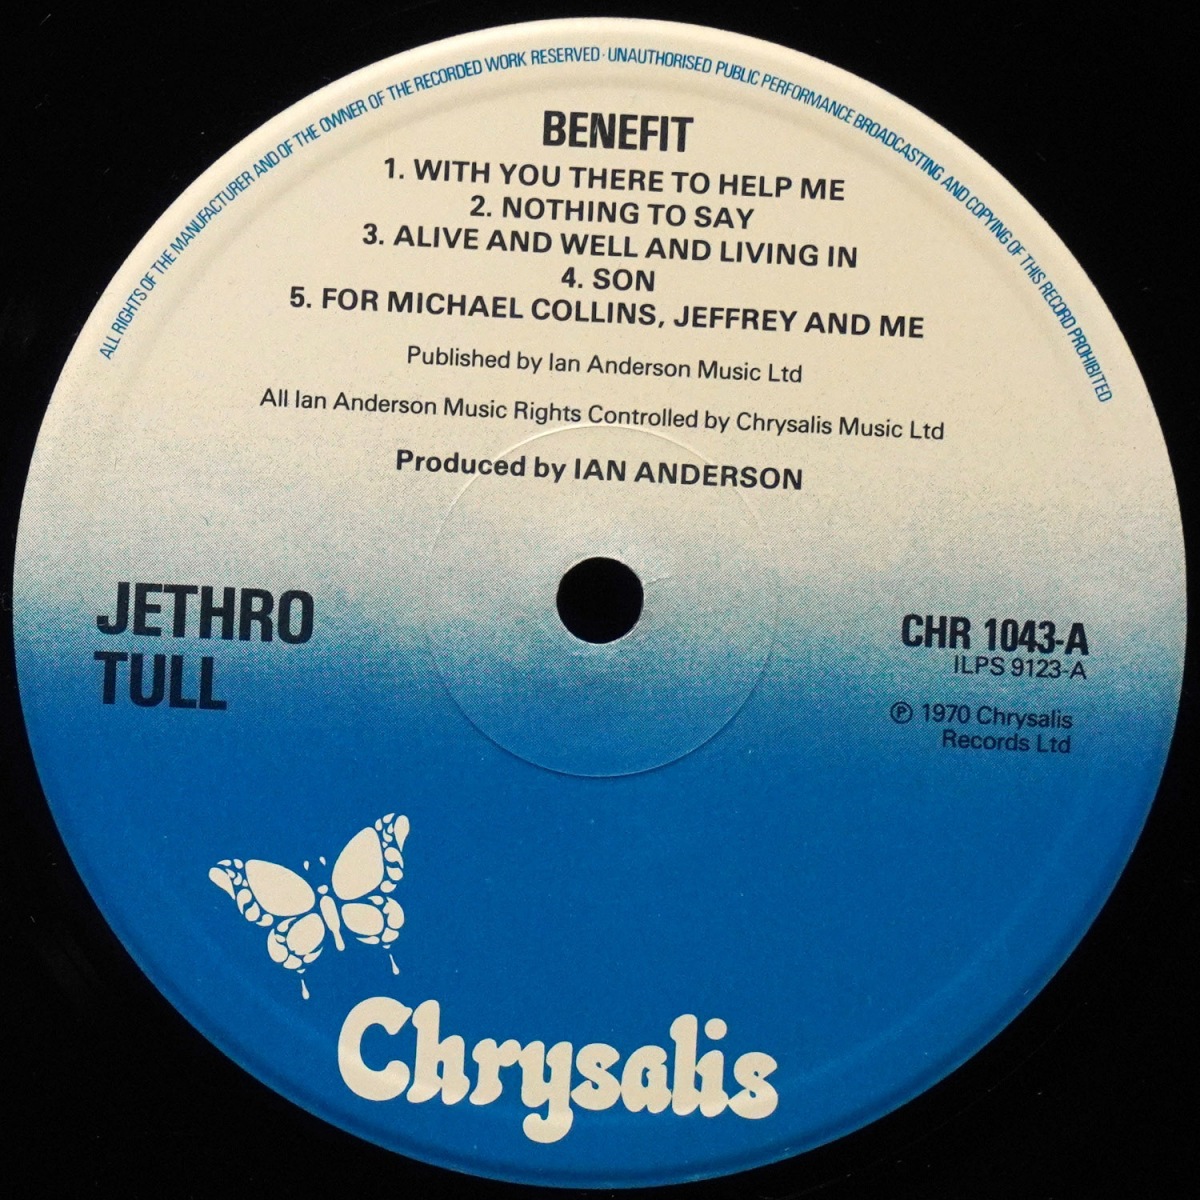 ALL RIGHTS OF THE MANUFACTURER AND OF THE OWNER OF THE RECORDED WORK RESERVED · UNAUTHORISED PUBLIC PERFORMANCE BROADCASTING AND COPYING OF THIS RECORD PROHIBITED
BENEFIT
1. WITH YOU THERE TO HELP ME
2. NOTHING TO SAY
3. ALIVE AND WELL AND LIVING IN
4. SON
5. FOR MICHAEL COLLINS, JEFFREY AND ME
Published by Ian Anderson Music Ltd
All Ian Anderson Music Rights Controlled by Chrysalis Music Ltd
Produced by IAN ANDERSON
JETHRO
TULL
CHR 1043-A
ILPS 9123-A
℗ 1970 Chrysalis
Records Ltd
Chrysalis